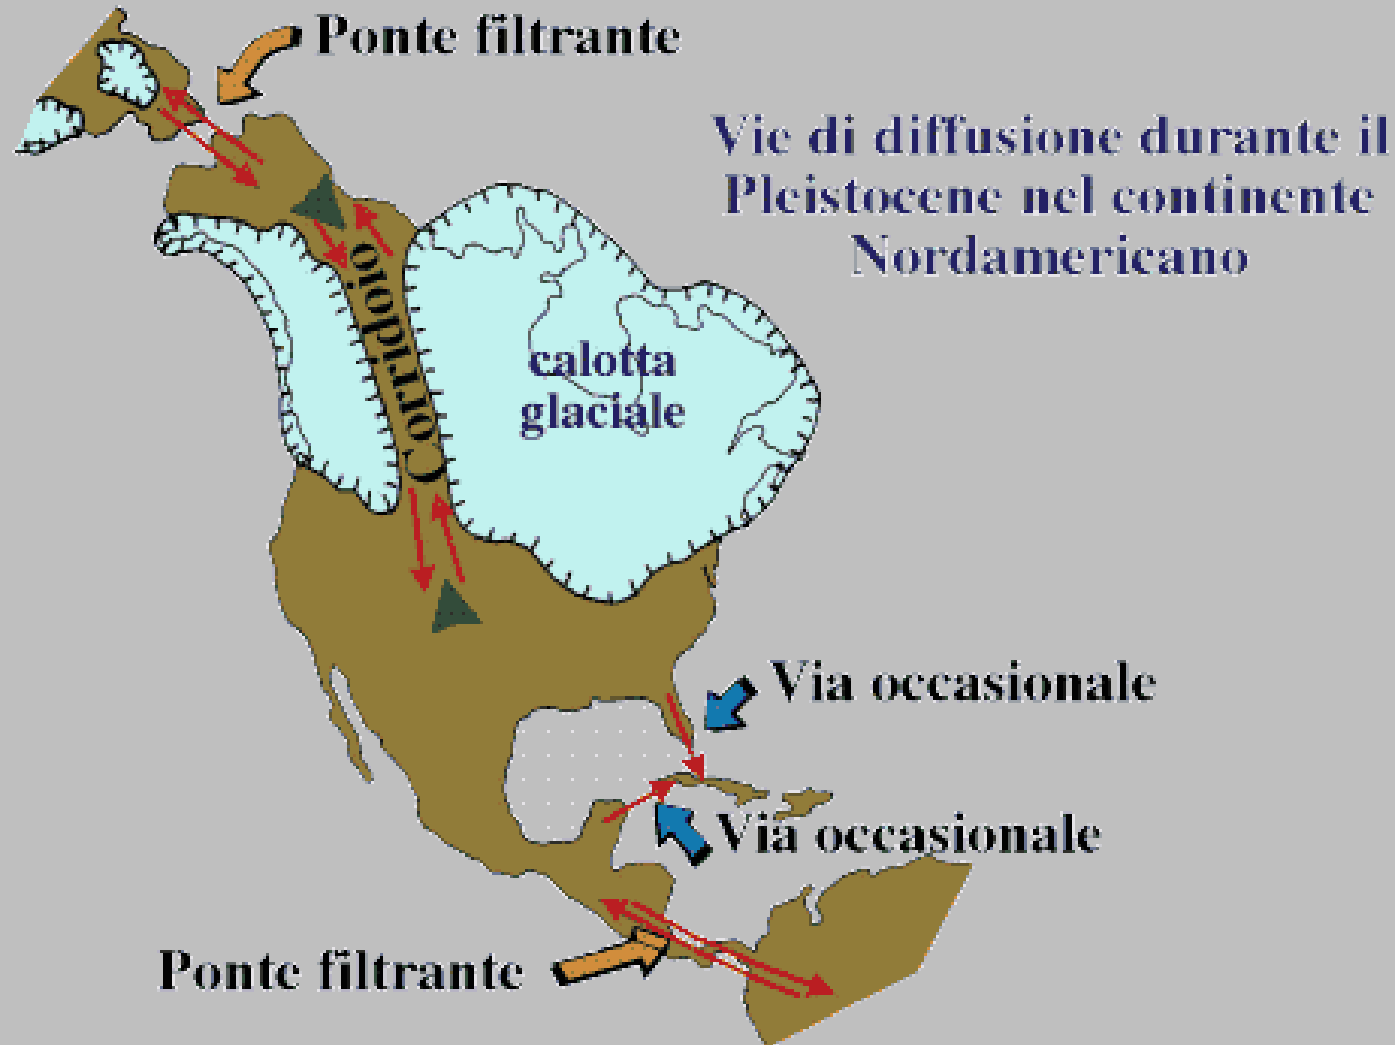 Ponte filtrante
Vie di diffusione durante il
Pleistocene nel continente
Nordamericano
Corridoio
calotta
glaciale
Via occasionale
Via occasionale
Ponte filtrante